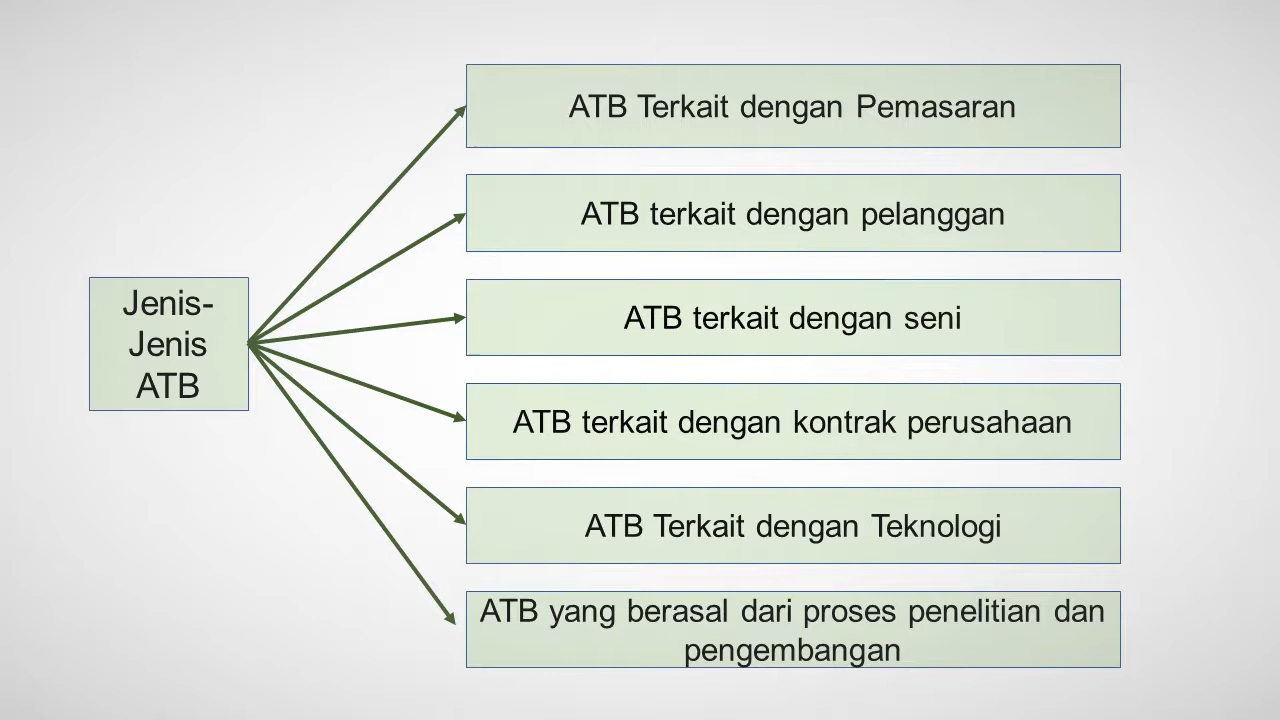 ATB Terkait dengan Pemasaran
ATB terkait dengan pelanggan
Jenis-
Jenis
ATB
ATB terkait dengan seni
ATB terkait dengan kontrak perusahaan
ATB Terkait dengan Teknologi
ATB yang berasal dari proses penelitian dan
pengembangan